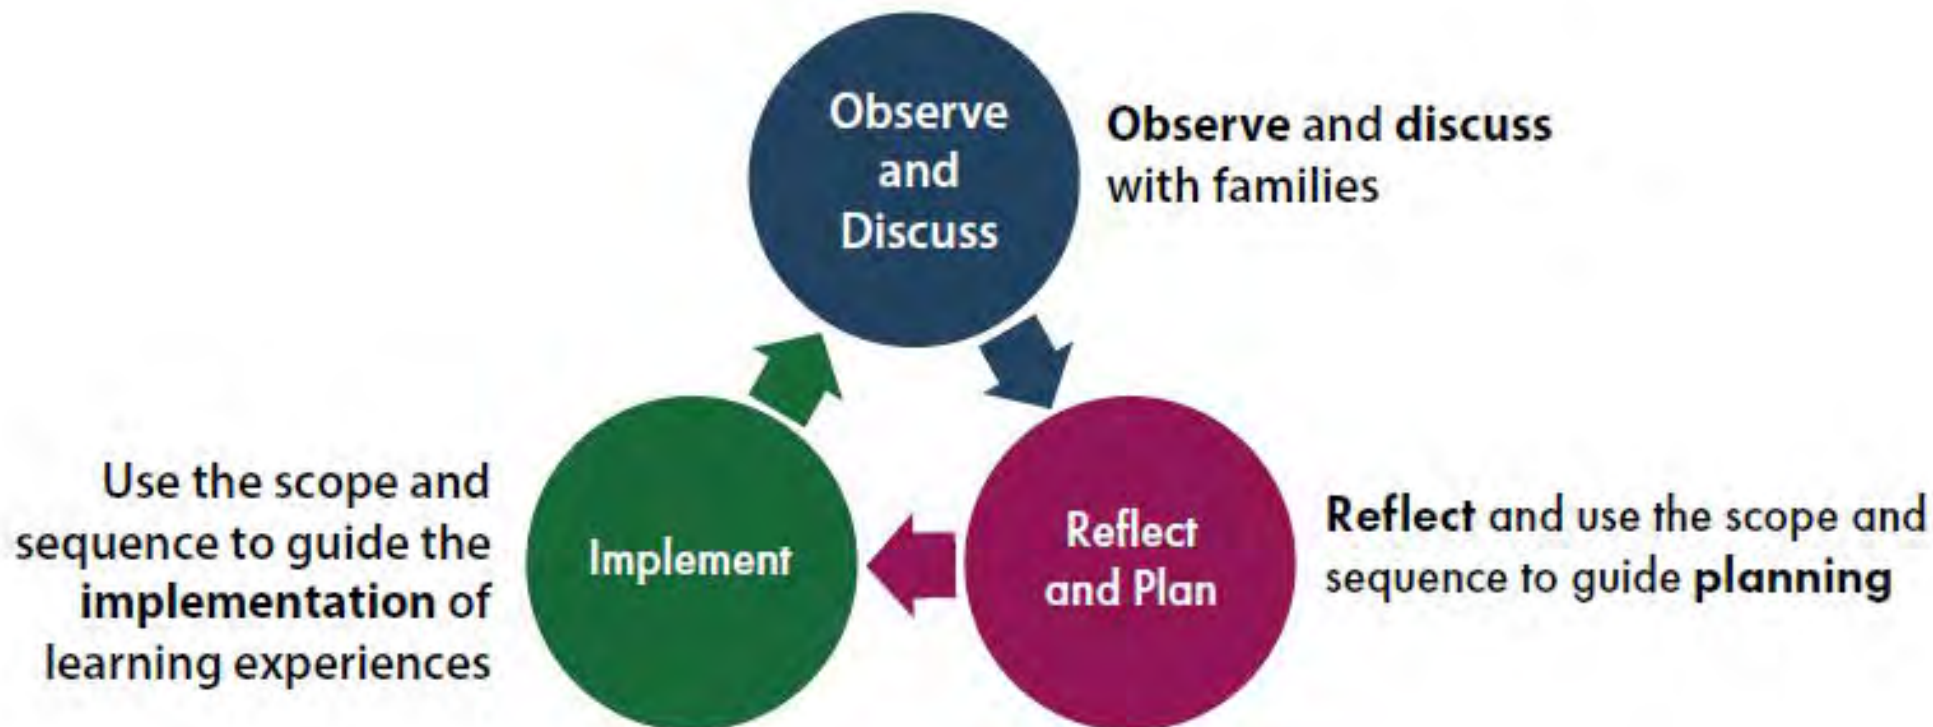 Observe
and
Discuss
Observe and discuss
with families
Reflect
and Plan
Reflect and use the scope and
sequence to guide planning
Implement
Use the scope and
sequence to guide the
implementation of
learning experiences